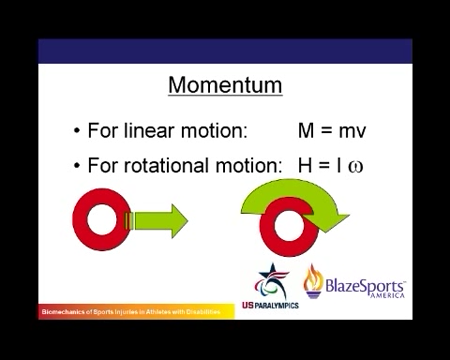 Momentum
• For linear motion: M = mv
• For rotational motion: H = I ω
US PARALYMPICS
BlazeSports
AMERICA
Biomechanics of Sports Injuries in Athletes with Disabilities